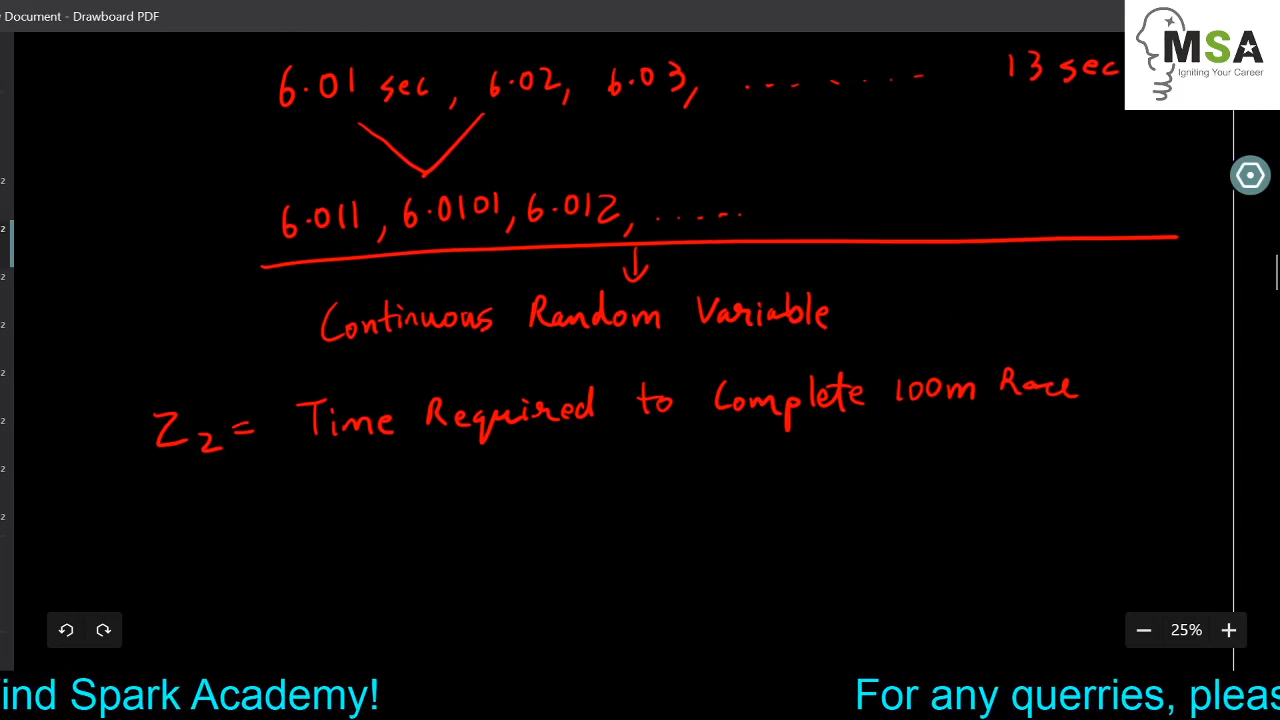 Document - Drawboard PDF
MSA
Igniting Your Career
6.01 sec, 6.02, 6.03, ........ 13 sec
6.011, 6.0101, 6.012, .....
Continuous Random Variable
Z2 = Time Required to Complete 100m Race
25%
ind Spark Academy! For any querries, pleas